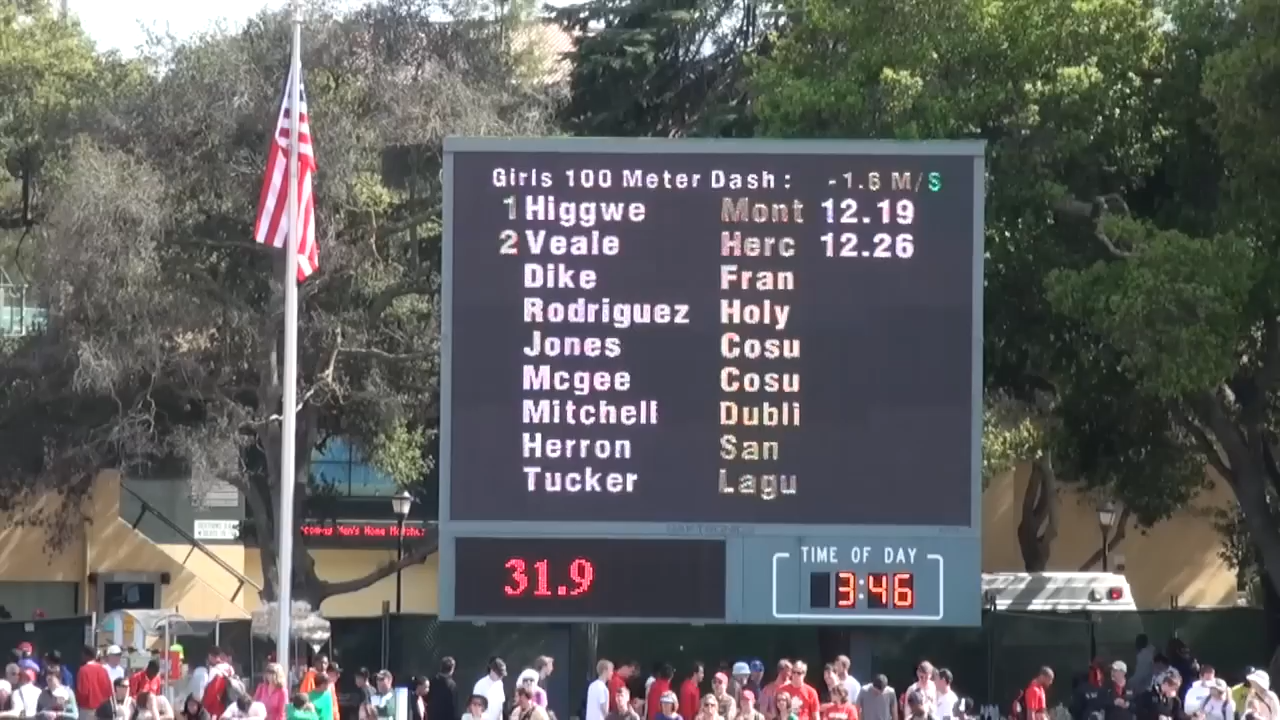 Girls 100 Meter Dash: -1.6 M/S
1 Higgwe Mont 12.19
2 Veale Herc 12.26
Dike Fran
Rodriguez Holy
Jones Cosu
Mcgee Cosu
Mitchell Dubli
Herron San
Tucker Lagu
DAKTRONICS
31.9
TIME OF DAY
3:46